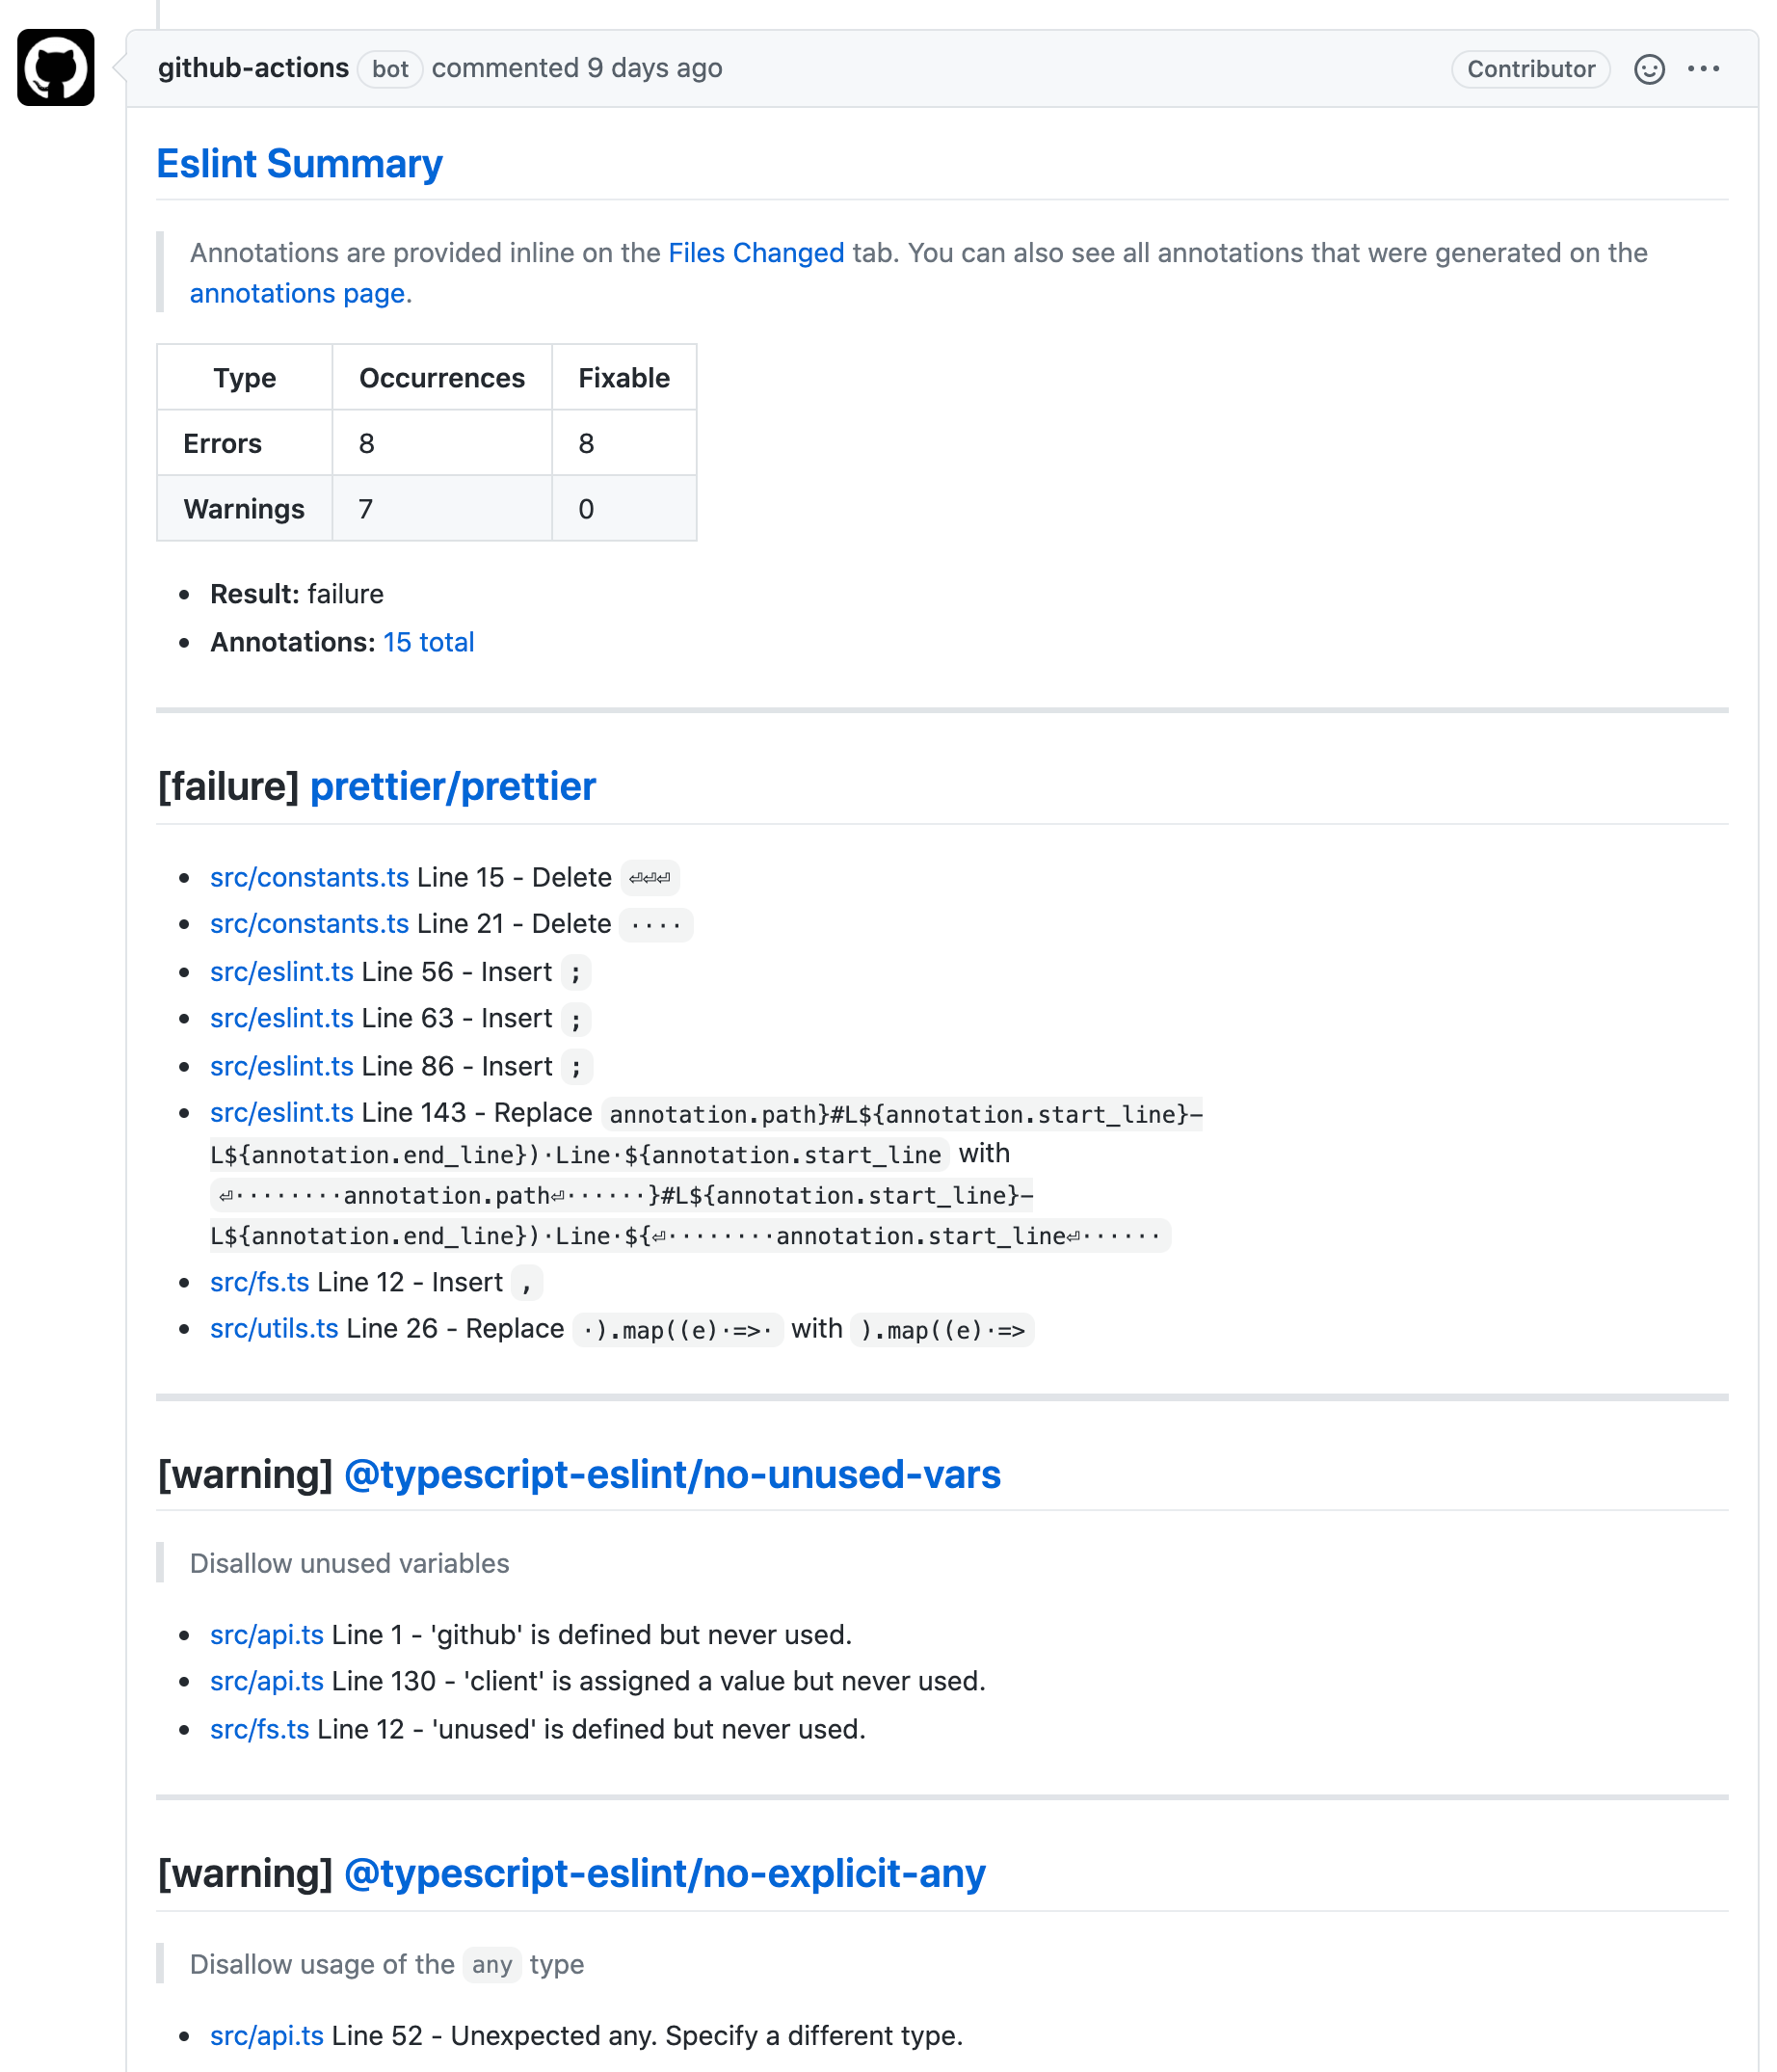 github-actions bot commented 9 days ago Contributor
Eslint Summary
Annotations are provided inline on the Files Changed tab. You can also see all annotations that were generated on the
annotations page.
Type Occurrences Fixable
Errors 8 8
Warnings 7 0
Result: failure
Annotations: 15 total
[failure] prettier/prettier
src/constants.ts Line 15 - Delete ⏎⏎⏎
src/constants.ts Line 21 - Delete ····
src/eslint.ts Line 56 - Insert ;
src/eslint.ts Line 63 - Insert ;
src/eslint.ts Line 86 - Insert ;
src/eslint.ts Line 143 - Replace annotation.path}#L${annotation.start_line}-
L${annotation.end_line})·Line·${annotation.start_line with
⏎········annotation.path⏎······}#L${annotation.start_line}-
L${annotation.end_line})·Line·${⏎········annotation.start_line⏎······
src/fs.ts Line 12 - Insert ,
src/utils.ts Line 26 - Replace ·).map((e)·=>· with ).map((e)·=>
[warning] @typescript-eslint/no-unused-vars
Disallow unused variables
src/api.ts Line 1 - 'github' is defined but never used.
src/api.ts Line 130 - 'client' is assigned a value but never used.
src/fs.ts Line 12 - 'unused' is defined but never used.
[warning] @typescript-eslint/no-explicit-any
Disallow usage of the any type
src/api.ts Line 52 - Unexpected any. Specify a different type.